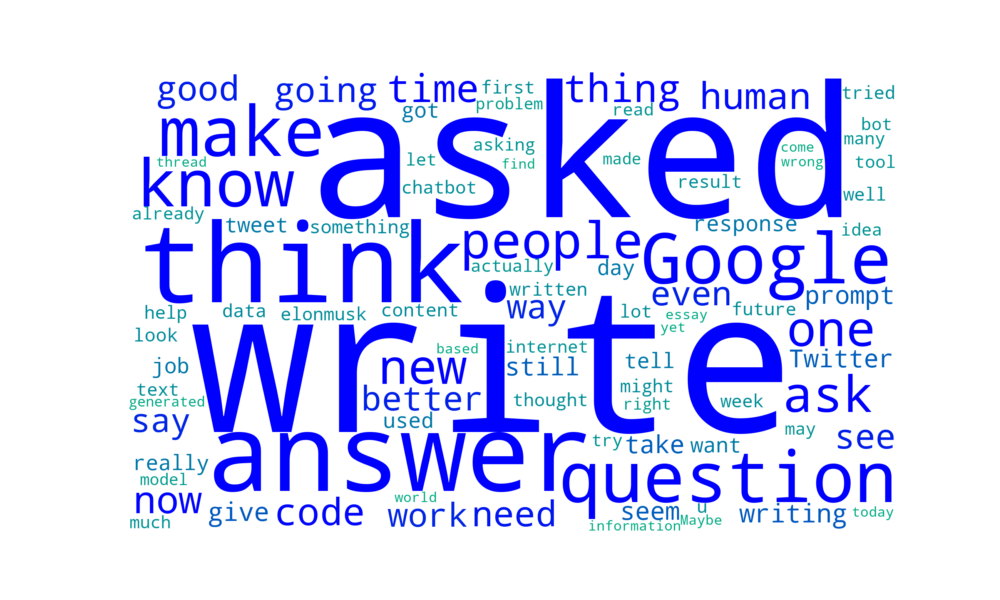 good going time first thing human tried
problem
got read bot
make asked many
asking come
know thread let find made wrong tool
chatbot result well
already
tweet something response idea
think people Google
actually day
written even prompt
help data elonmusk content way lot essay future
look yet one
write
based internet Twitter
job new still tell
text might
generated better thought right week ask
say used
may
answer try take want see
really question
model
now world
much give code work need seem u writing today
information Maybe